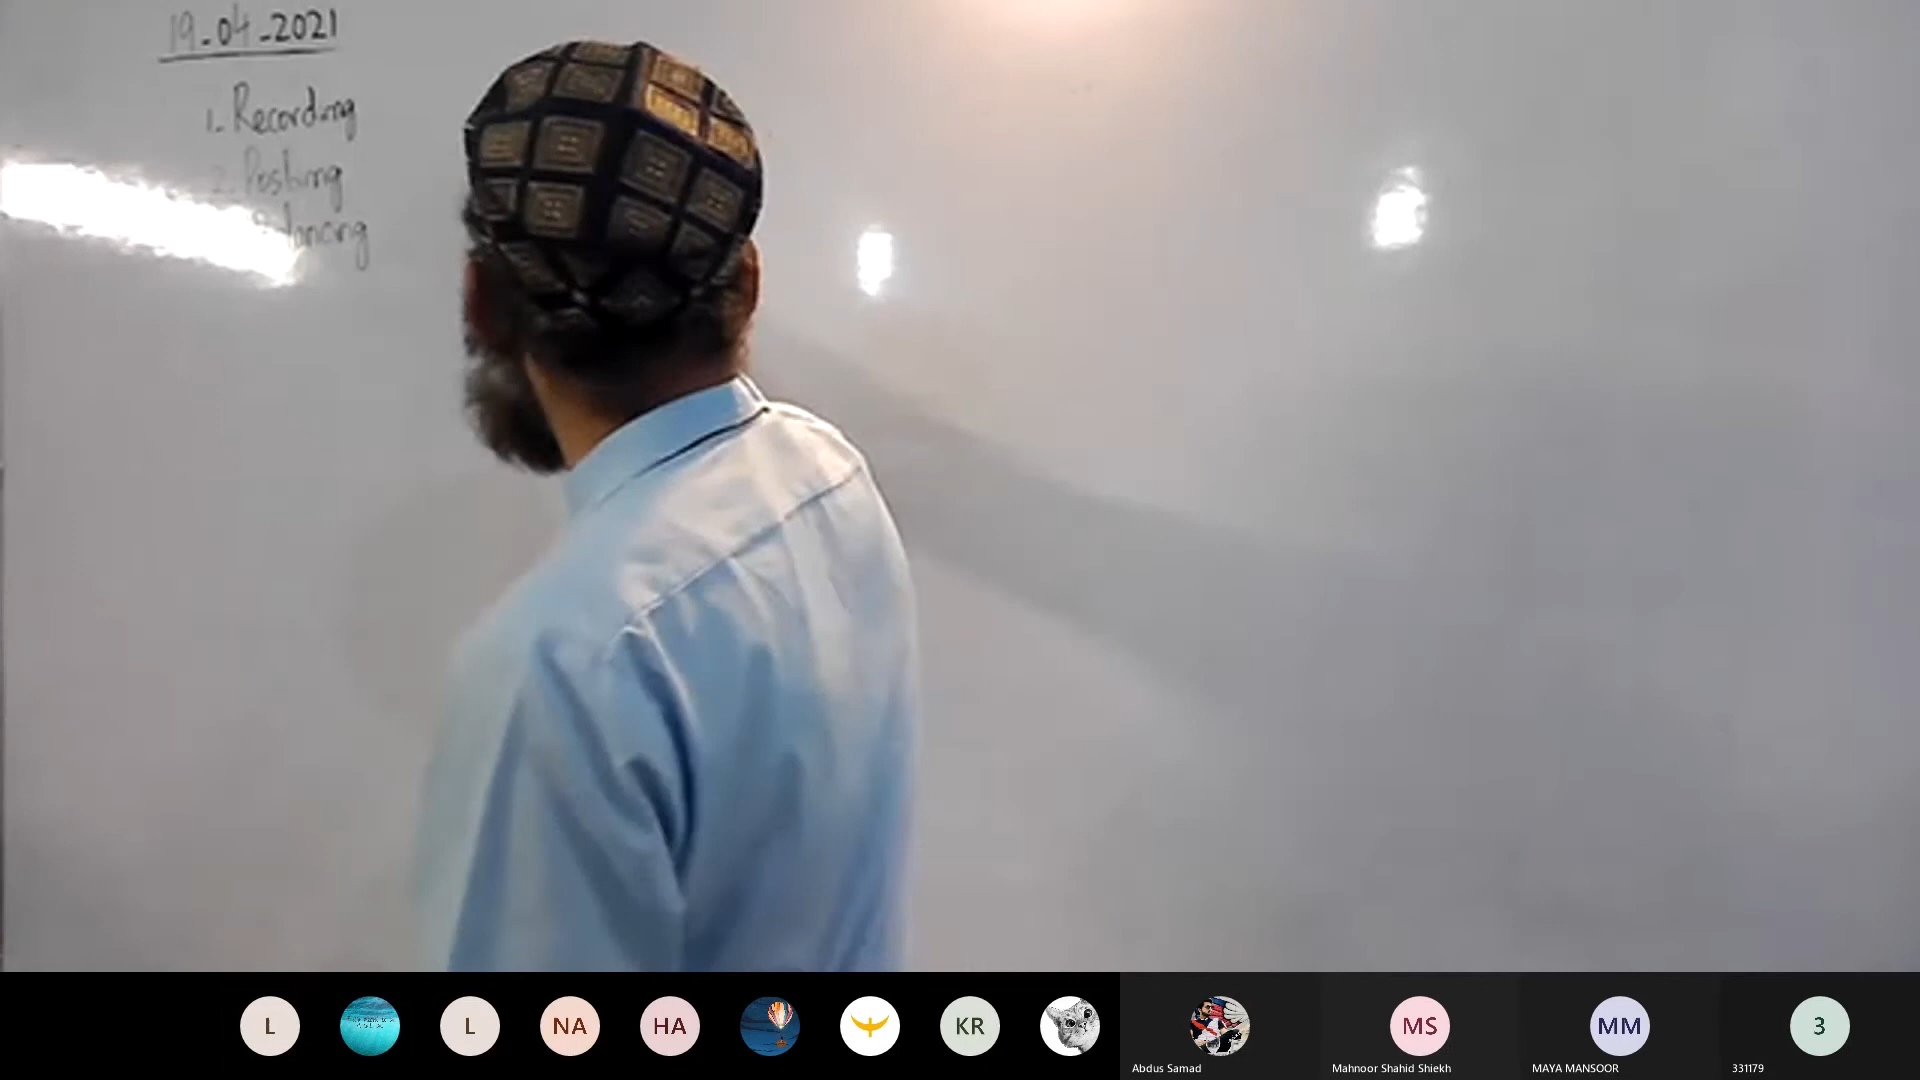 19-04-2021
1. Recording
2. Posting
Balancing
L
L
NA
HA
KR
MS
MM
3
Abdus Samad
Mahnoor Shahid Shiekh
MAYA MANSOOR
331179